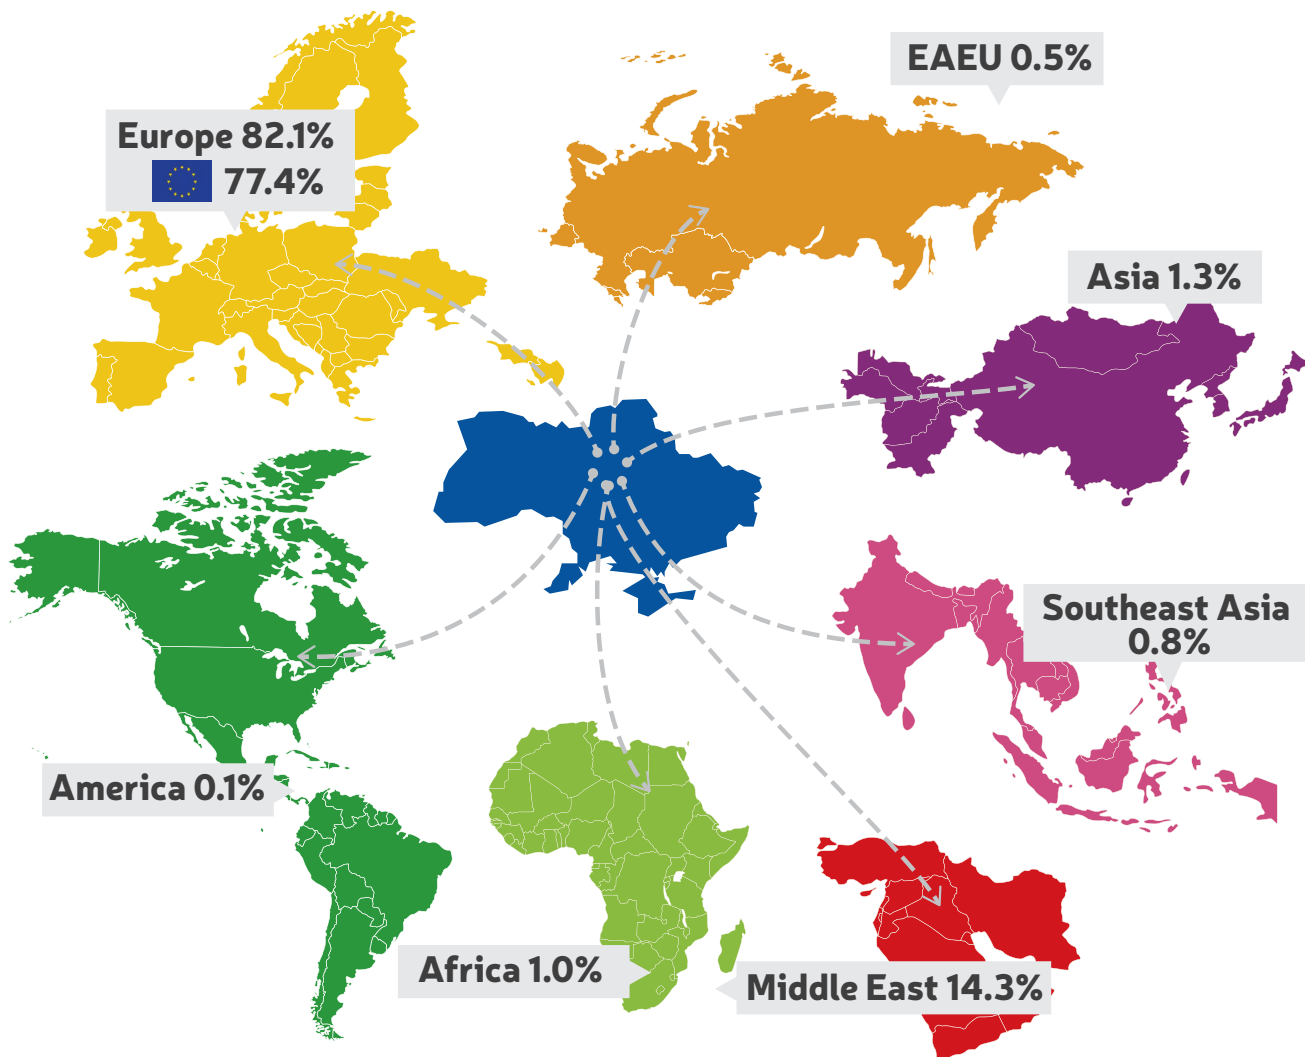 EAEU 0.5%
Europe 82.1%
77.4%
Asia 1.3%
Southeast Asia
0.8%
America 0.1%
Africa 1.0%
Middle East 14.3%